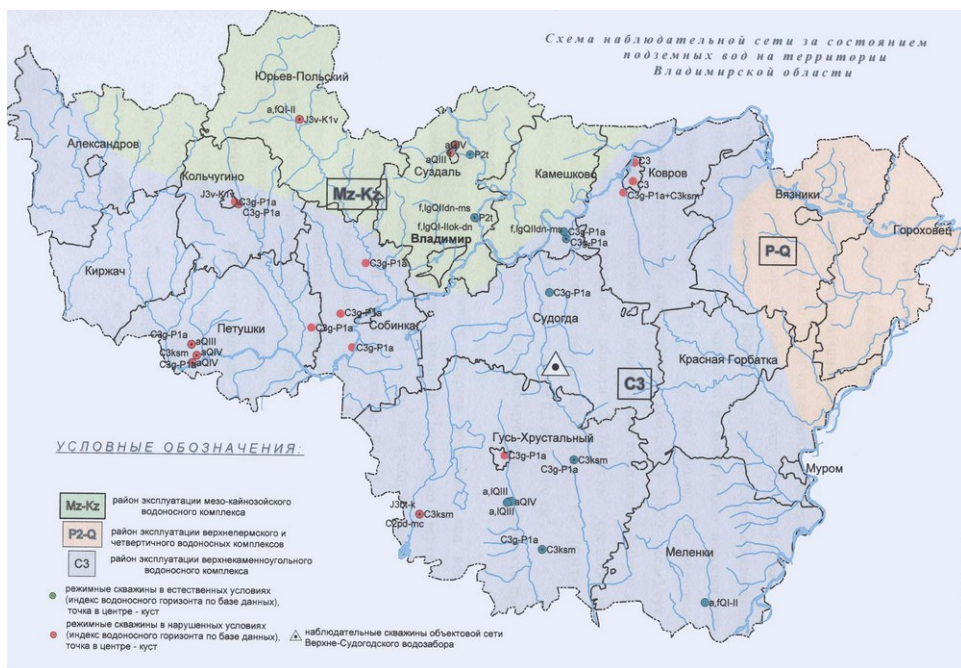 Схема наблюдательной сети за состоянием
подземных вод на территории
Владимирской области
Юрьев-Польский
a,fQI-II
J3v-K1v
Александров
Кольчугино
J3v-K1v
C3g-P1a
C3g-P1a
Mz-Kz
aQIV
aQIII
P2t
Суздаль
Камешково
C3
Ковров
C3
C3g-P1a+C3ksm
Вязники
Гороховец
P-Q
f,lgQIIdn-ms
P2t
f,lgQI-IIok-dn
Владимир
f,lgQIIdn-ms
C3g-P1a
C3g-P1a
Киржач
C3g-P1a
C3g-P1a
Судогда
C3g-P1a
Собинка
C3g-P1a
C3g-P1a
Петушки
C3g-P1a
aQIII
C3ksm
aQIV
C3g-P1a
aQIV
Красная Горбатка
C3
Гусь-Хрустальный
C3g-P1a
C3ksm
C3g-P1a
Муром
a,lQIII
aQIV
a,lQIII
C3ksm
C2pd-mc
C3g-P1a
C3ksm
Меленки
a,fQI-II
УСЛОВНЫЕ ОБОЗНАЧЕНИЯ:
Mz-Kz
район эксплуатации мезо-кайнозойского
водоносного комплекса
P2-Q
район эксплуатации верхнепермского и
четвертичного водоносных комплексов
C3
район эксплуатации верхнекаменноугольного
водоносного комплекса
режимные скважины в естественных условиях
(индекс водоносного горизонта по базе данных),
точка в центре - куст
режимные скважины в нарушенных условиях
(индекс водоносного горизонта по базе данных),
точка в центре - куст
наблюдательные скважины объектовой сети
Верхне-Судогодского водозабора